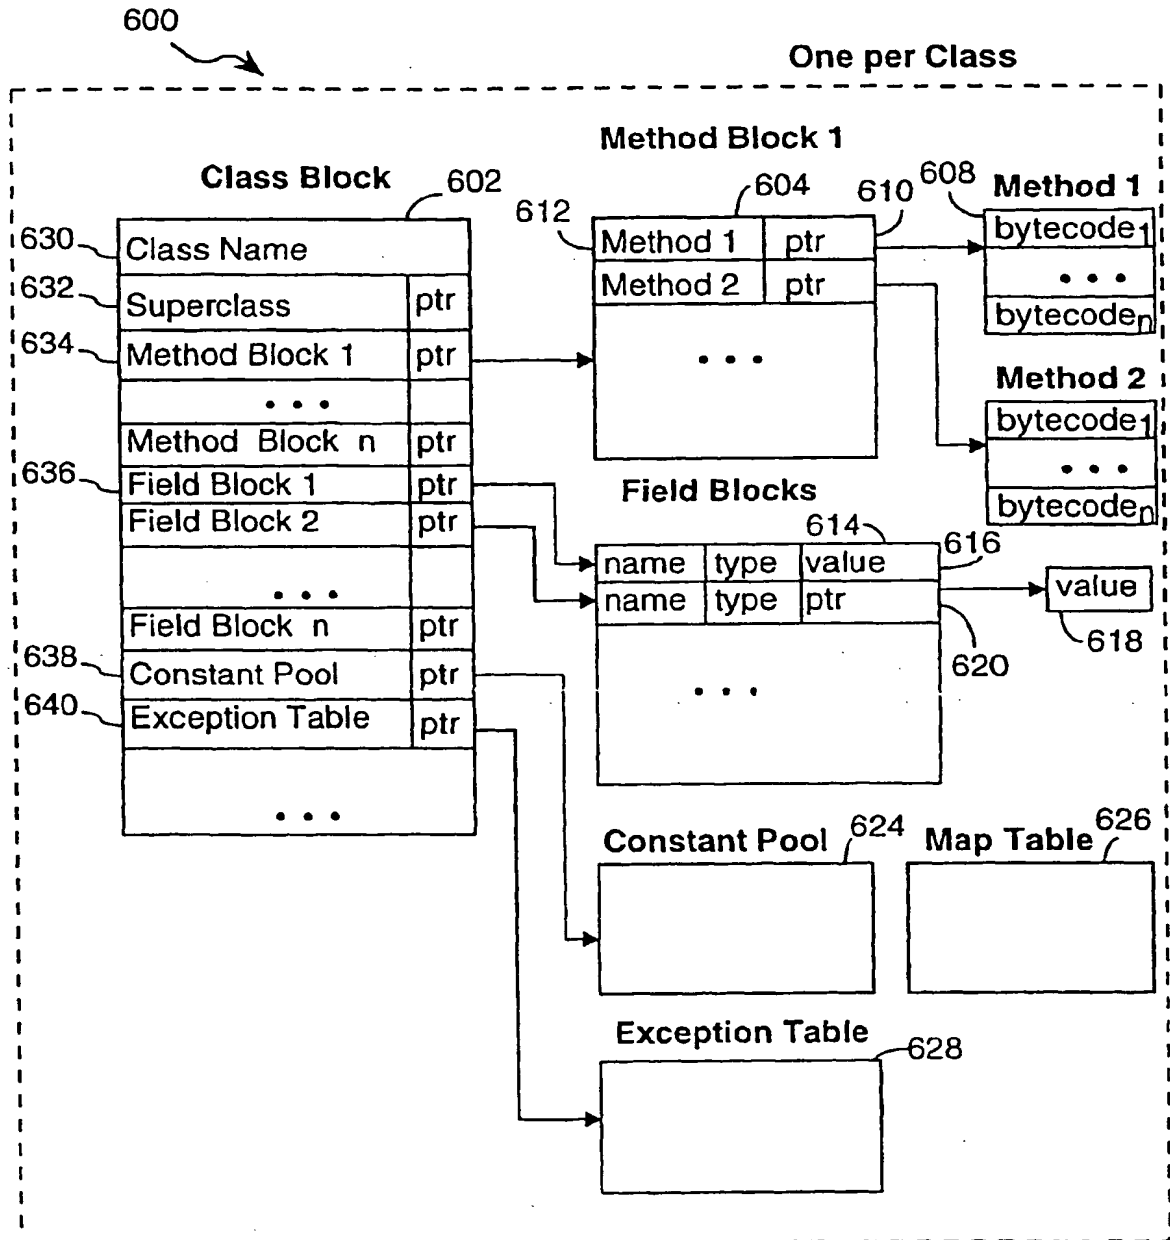 600
One per Class
Class Block
602
630
Class Name
632
Superclass ptr
634
Method Block 1 ptr
• • •
Method Block n ptr
636
Field Block 1 ptr
Field Block 2 ptr
• • •
Field Block n ptr
638
Constant Pool ptr
640
Exception Table ptr
• • •
Method Block 1
604
610
612
Method 1 ptr
Method 2 ptr
• • •
608
Method 1
bytecode1
• • •
bytecoden
Method 2
bytecode1
• • •
bytecoden
Field Blocks
614
616
name type value
name type ptr
620
• • •
value
618
Constant Pool
624
Map Table
626
Exception Table
628